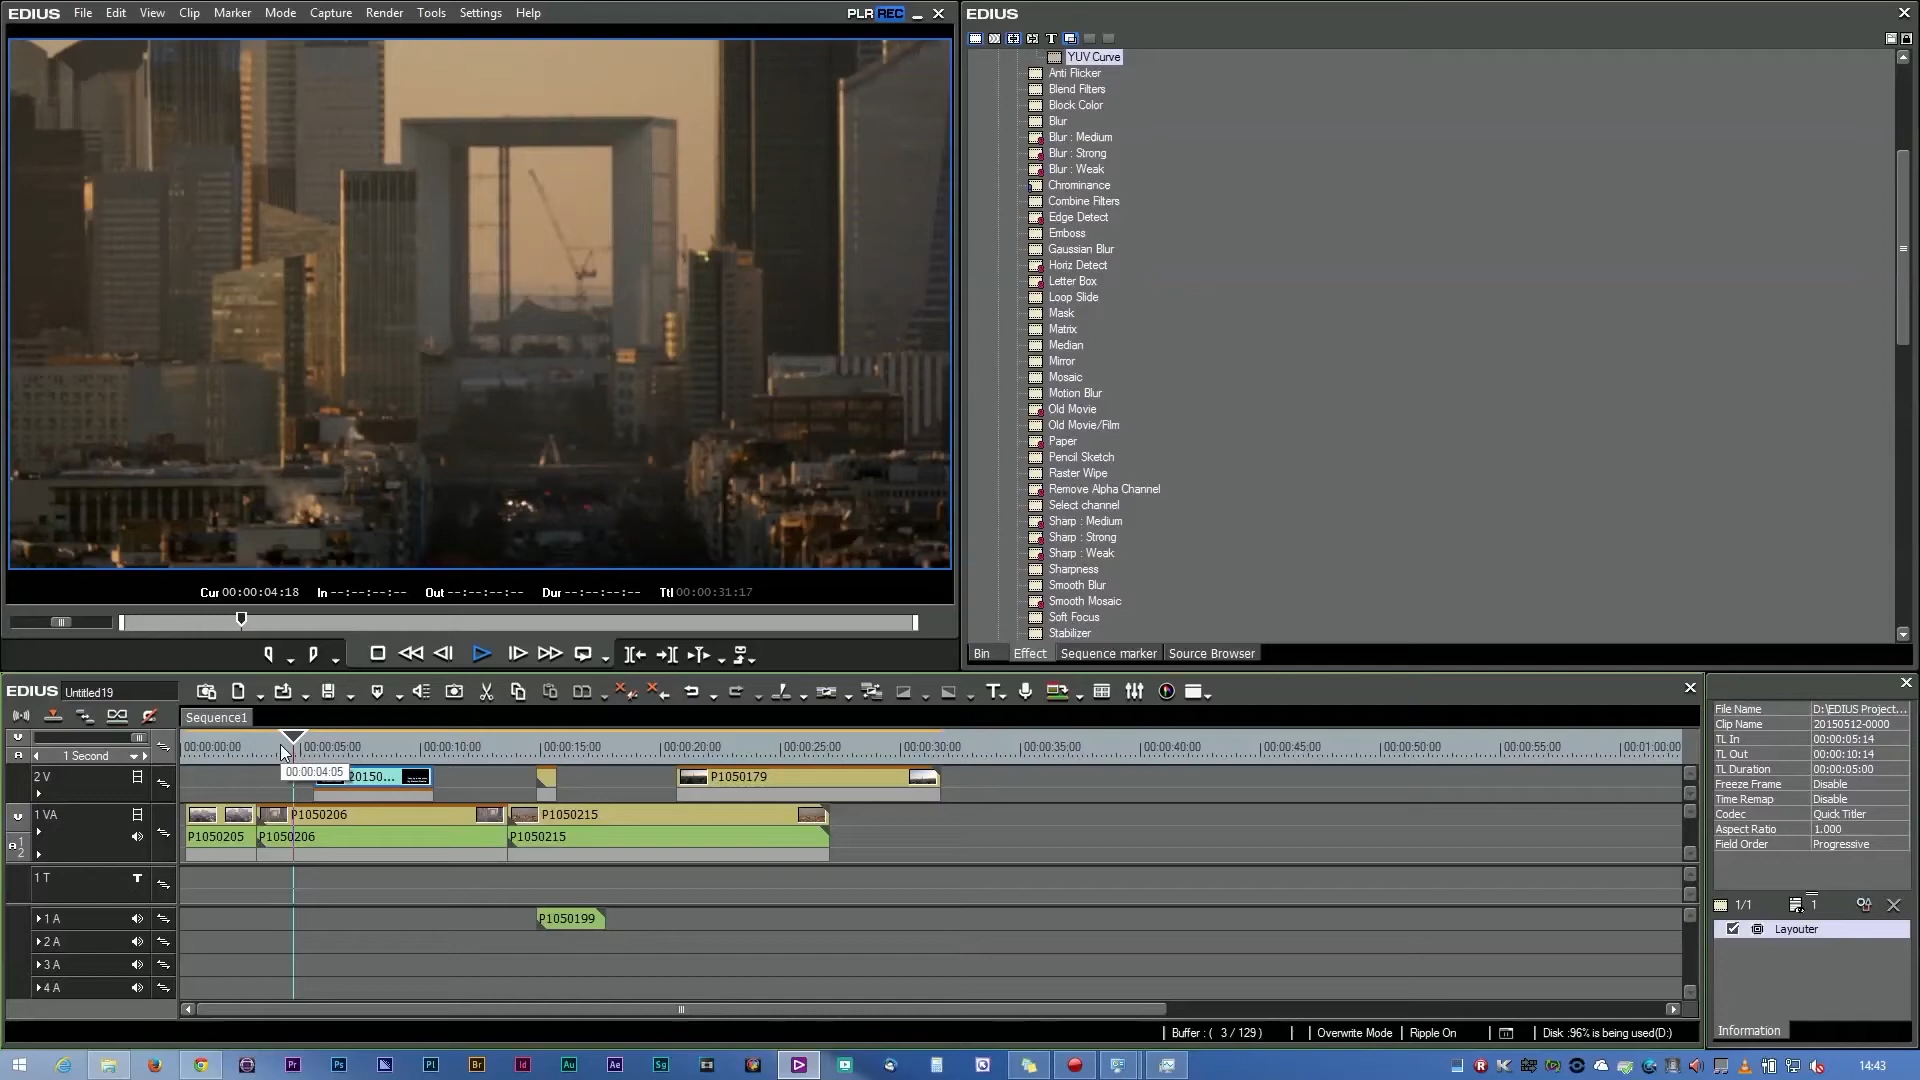 EDIUS File Edit View Clip Marker Mode Capture Render Tools Settings Help PLR REC
Cur 00:00:04:18 In --:--:--:-- Out --:--:--:-- Dur --:--:--:-- Ttl 00:00:31:17
EDIUS
T
YUV Curve
Anti Flicker
Blend Filters
Block Color
Blur
Blur : Medium
Blur : Strong
Blur : Weak
Chrominance
Combine Filters
Edge Detect
Emboss
Gaussian Blur
Horiz Detect
Letter Box
Loop Slide
Mask
Matrix
Median
Mirror
Mosaic
Motion Blur
Old Movie
Old Movie/Film
Paper
Pencil Sketch
Raster Wipe
Remove Alpha Channel
Select channel
Sharp : Medium
Sharp : Strong
Sharp : Weak
Sharpness
Smooth Blur
Smooth Mosaic
Soft Focus
Stabilizer
Bin Effect Sequence marker Source Browser
EDIUS Untitled19
Sequence1
1 Second 00:00:00:00 00:00:05:00 00:00:10:00 00:00:15:00 00:00:20:00 00:00:25:00 00:00:30:00 00:00:35:00 00:00:40:00 00:00:45:00 00:00:50:00 00:00:55:00 00:01:00:00
00:00:04:05
2 V 20150... P1050179
1 VA P1050206 P1050215
P1050205 P1050206 P1050215
1
2
1 T T
1 A P1050199
2 A
3 A
4 A
Buffer : ( 3 / 129 ) Overwrite Mode Ripple On Disk :96% is being used(D:)
File Name D:\EDIUS Project...
Clip Name 20150512-0000
TL In 00:00:05:14
TL Out 00:00:10:14
TL Duration 00:00:05:00
Freeze Frame Disable
Time Remap Disable
Codec Quick Titler
Aspect Ratio 1.000
Field Order Progressive
1/1 1
Layouter
Information
Pr Ps Pl Br Id Au Ae Sg 14:43